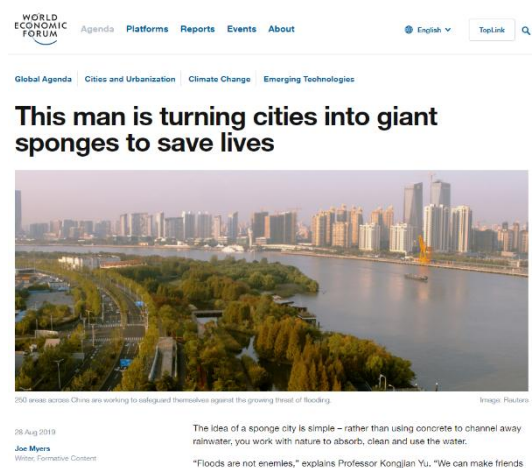 WORLD
ECONOMIC
FORUM
Agenda Platforms Reports Events About
English
TopLink
Global Agenda Cities and Urbanization Climate Change Emerging Technologies
This man is turning cities into giant
sponges to save lives
250 areas across China are working to safeguard themselves against the growing threat of flooding.
Image: Reuters
28 Aug 2019
Joe Myers
Writer, Formative Content
The idea of a sponge city is simple – rather than using concrete to channel away
rainwater, you work with nature to absorb, clean and use the water.
“Floods are not enemies,” explains Professor Kongjian Yu. “We can make friends